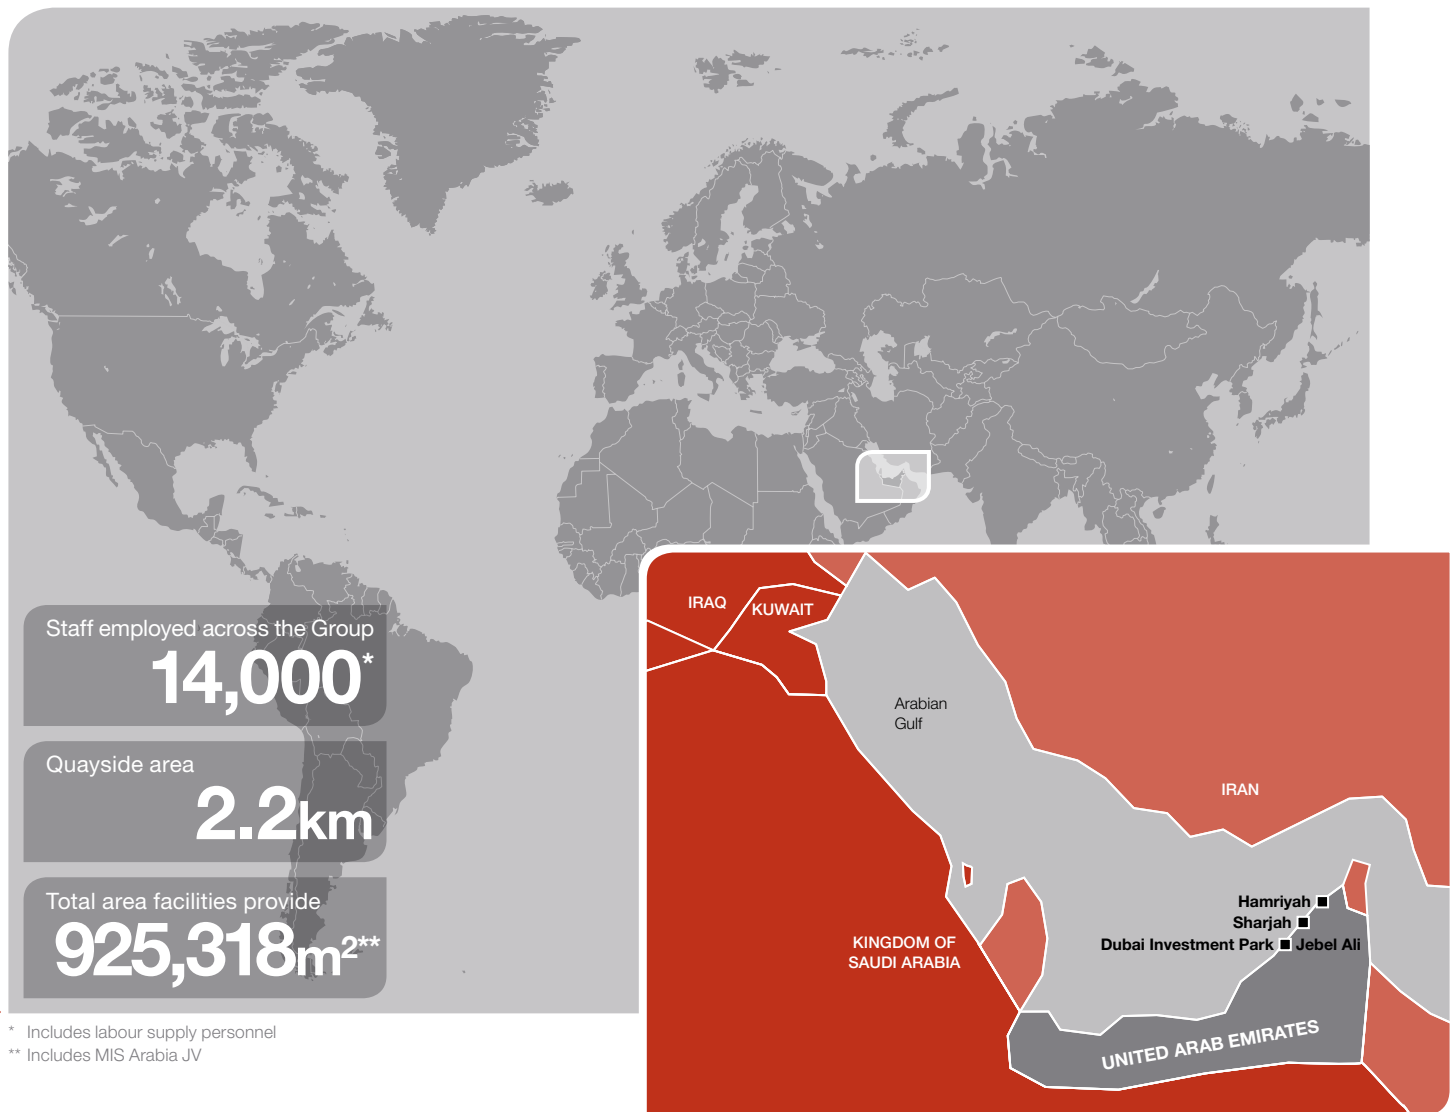 Staff employed across the Group
14,000*
Quayside area
2.2km
Total area facilities provide
925,318m²**
* Includes labour supply personnel
** Includes MIS Arabia JV
IRAQ
KUWAIT
Arabian
Gulf
IRAN
KINGDOM OF
SAUDI ARABIA
Hamriyah
Sharjah
Dubai Investment Park
Jebel Ali
UNITED ARAB EMIRATES